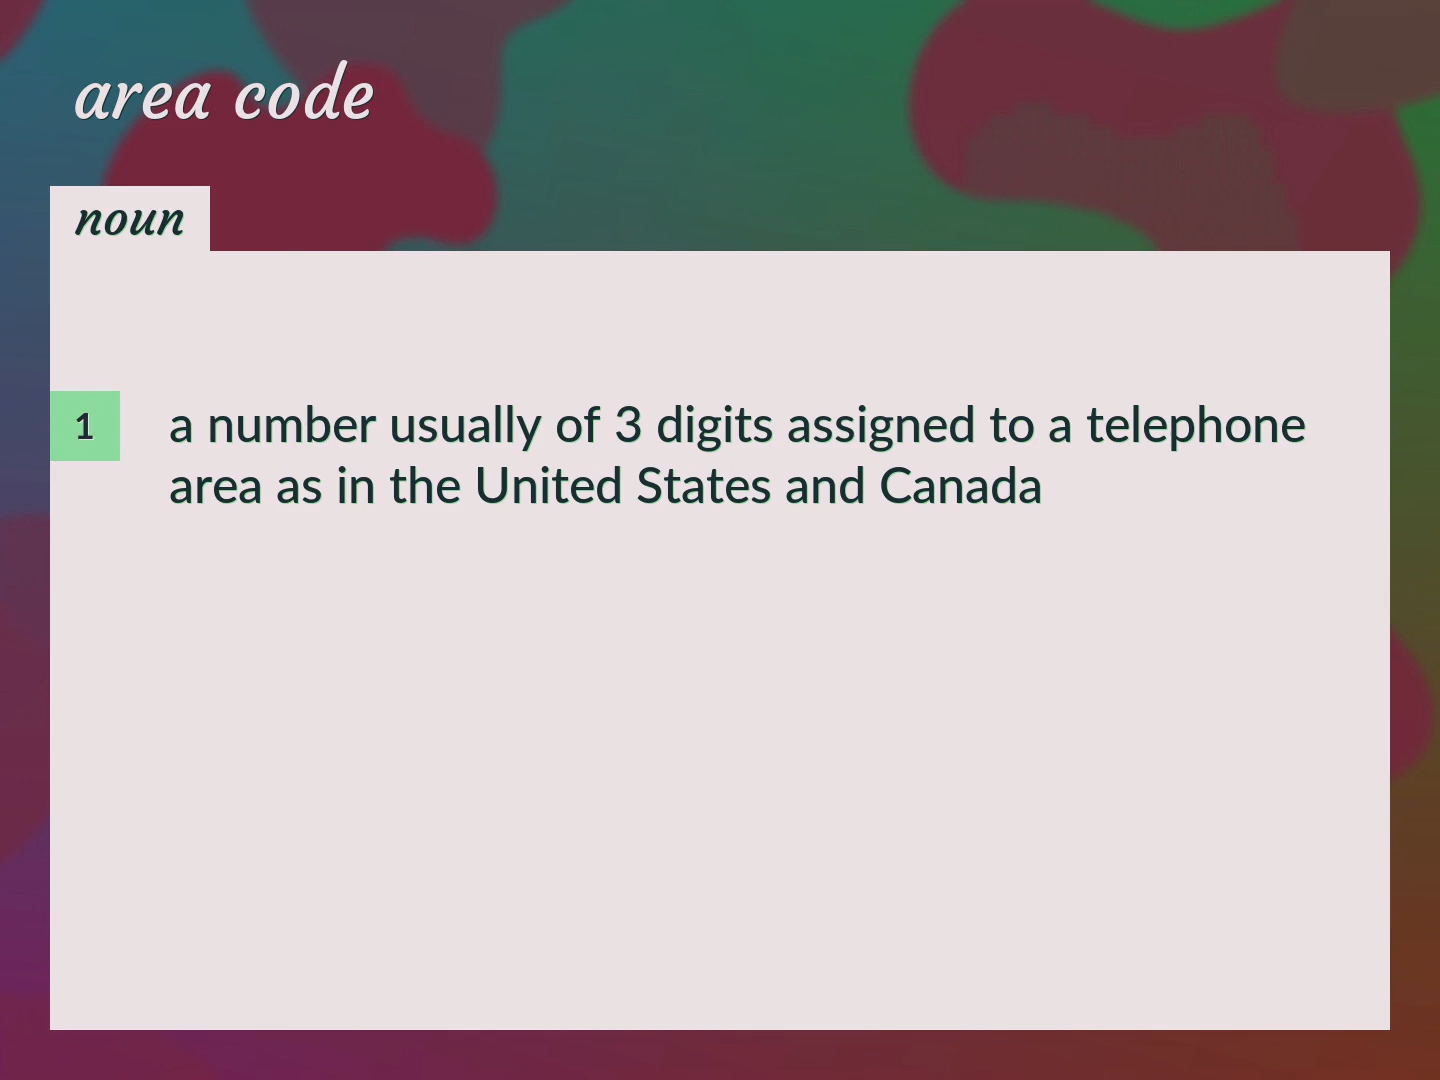 area code
noun
1
a number usually of 3 digits assigned to a telephone
area as in the United States and Canada